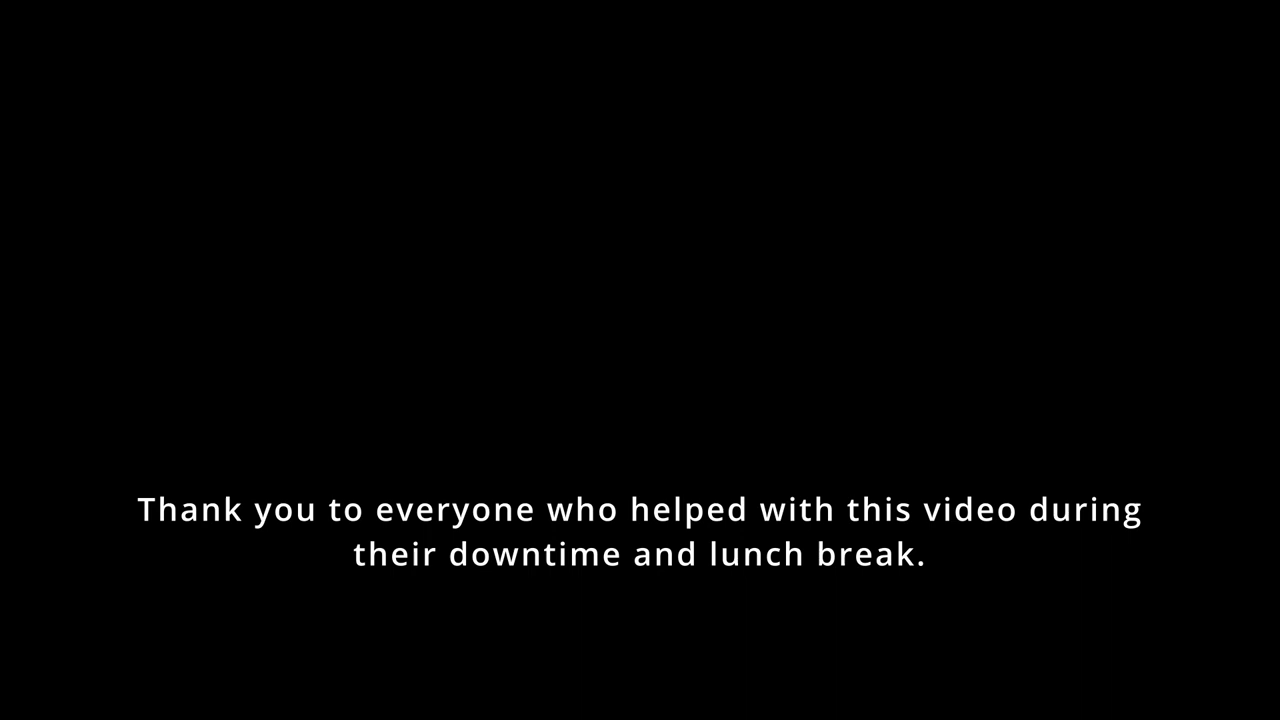 Thank you to everyone who helped with this video during
their downtime and lunch break.